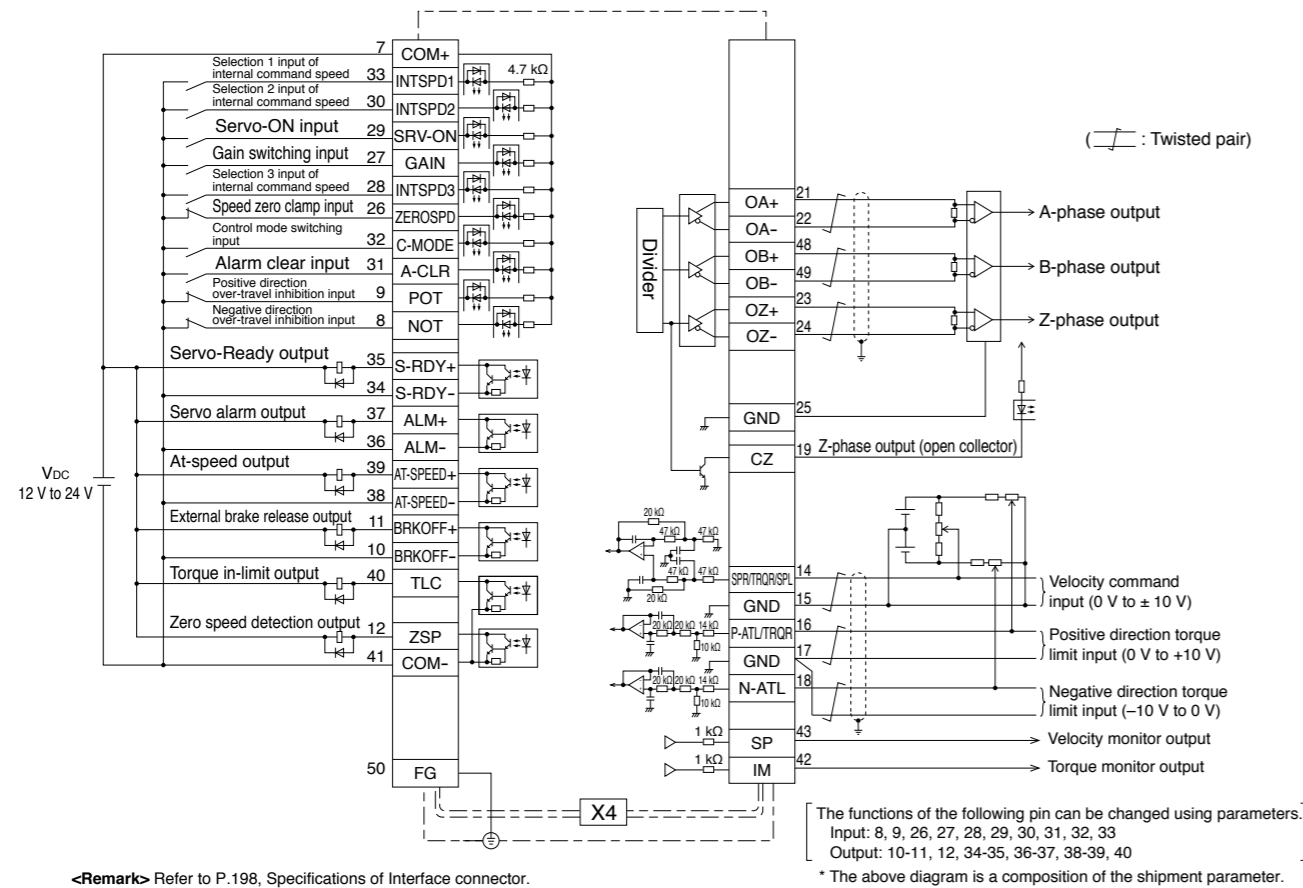 7 COM+
Selection 1 input of
internal command speed 33 INTSPD1 4.7 kΩ
Selection 2 input of
internal command speed 30 INTSPD2
Servo-ON input 29 SRV-ON
Gain switching input 27 GAIN
Selection 3 input of
internal command speed 28 INTSPD3
Speed zero clamp input 26 ZEROSPD
Control mode switching
input 32 C-MODE
Alarm clear input 31 A-CLR
Positive direction
over-travel inhibition input 9 POT
Negative direction
over-travel inhibition input 8 NOT
Servo-Ready output 35 S-RDY+
34 S-RDY–
Servo alarm output 37 ALM+
36 ALM–
At-speed output 39 AT-SPEED+
38 AT-SPEED–
VDC
12 V to 24 V
External brake release output 11 BRKOFF+
10 BRKOFF–
Torque in-limit output 40 TLC
Zero speed detection output 12 ZSP
41 COM–
50 FG
X4
( : Twisted pair)
Divider
OA+ 21 A-phase output
OA– 22
OB+ 48 B-phase output
OB– 49
OZ+ 23 Z-phase output
OZ– 24
GND 25
CZ 19 Z-phase output (open collector)
20 kΩ
47 kΩ 47 kΩ
47 kΩ 47 kΩ SPR/TRQR/SPL 14 Velocity command
20 kΩ GND 15 input (0 V to ± 10 V)
20 kΩ 20 kΩ 14 kΩ P-ATL/TRQR 16 Positive direction torque
10 kΩ GND 17 limit input (0 V to +10 V)
20 kΩ 20 kΩ 14 kΩ N-ATL 18 Negative direction torque
10 kΩ limit input (–10 V to 0 V)
1 kΩ SP 43 Velocity monitor output
1 kΩ IM 42 Torque monitor output
The functions of the following pin can be changed using parameters.
Input: 8, 9, 26, 27, 28, 29, 30, 31, 32, 33
Output: 10-11, 12, 34-35, 36-37, 38-39, 40
* The above diagram is a composition of the shipment parameter.
<Remark> Refer to P.198, Specifications of Interface connector.